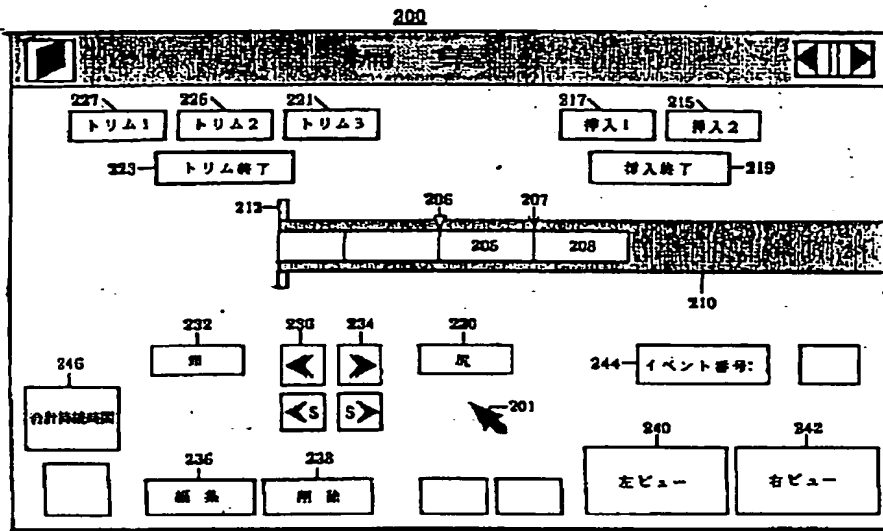 200
227 226 221 217 215
トリム1 トリム2 トリム3 挿入1 挿入2
223 トリム終了 挿入終了 219
206 207
212
205 208
210
232 230 234 220
尻
246 244 イベント番号:
合計持続時間
S S 201
240 242
236 238
左ビュー 右ビュー
編集 削除